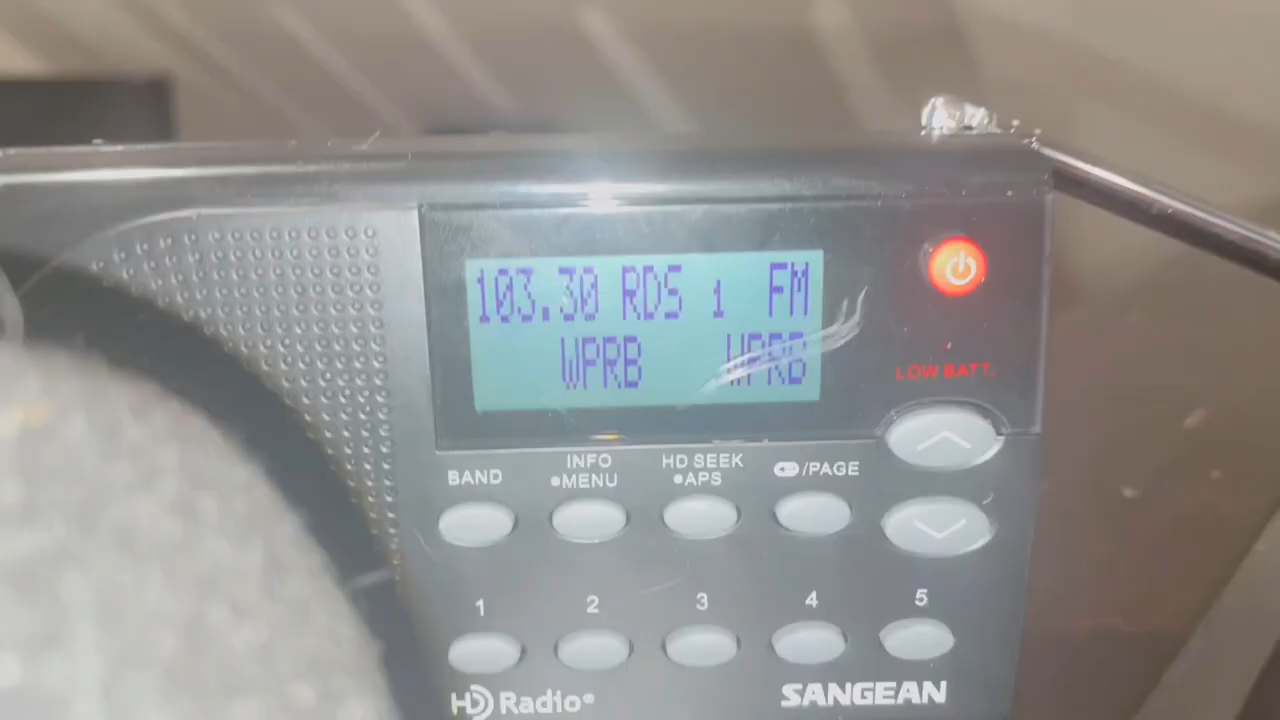 103.30 RDS 1 FM
WPRB WPRB
LOW BATT.
BAND
INFO
•MENU
HD SEEK
•APS
/PAGE
1 2 3 4 5
HD Radio®
SANGEAN